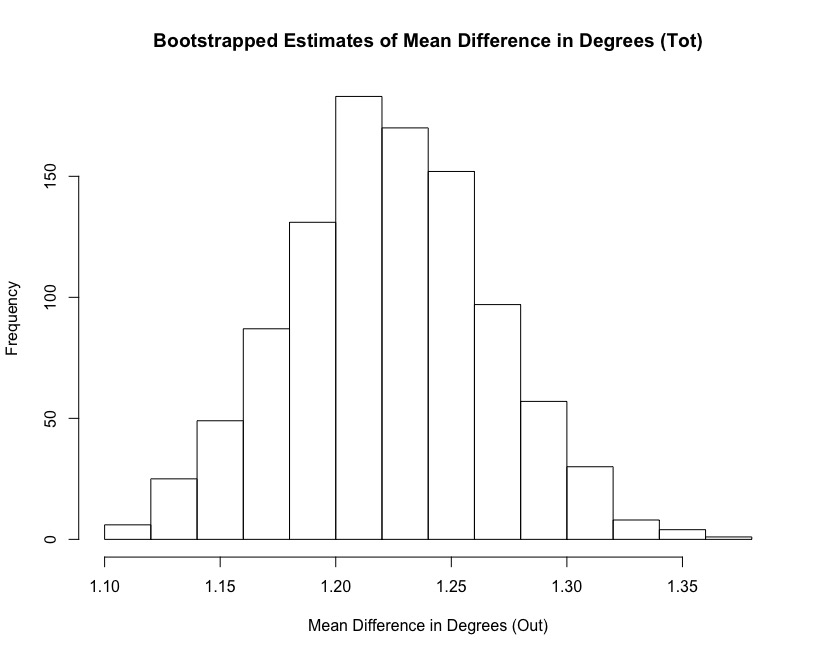 Bootstrapped Estimates of Mean Difference in Degrees (Tot)
150
100
50
0
Frequency
1.10 1.15 1.20 1.25 1.30 1.35
Mean Difference in Degrees (Out)